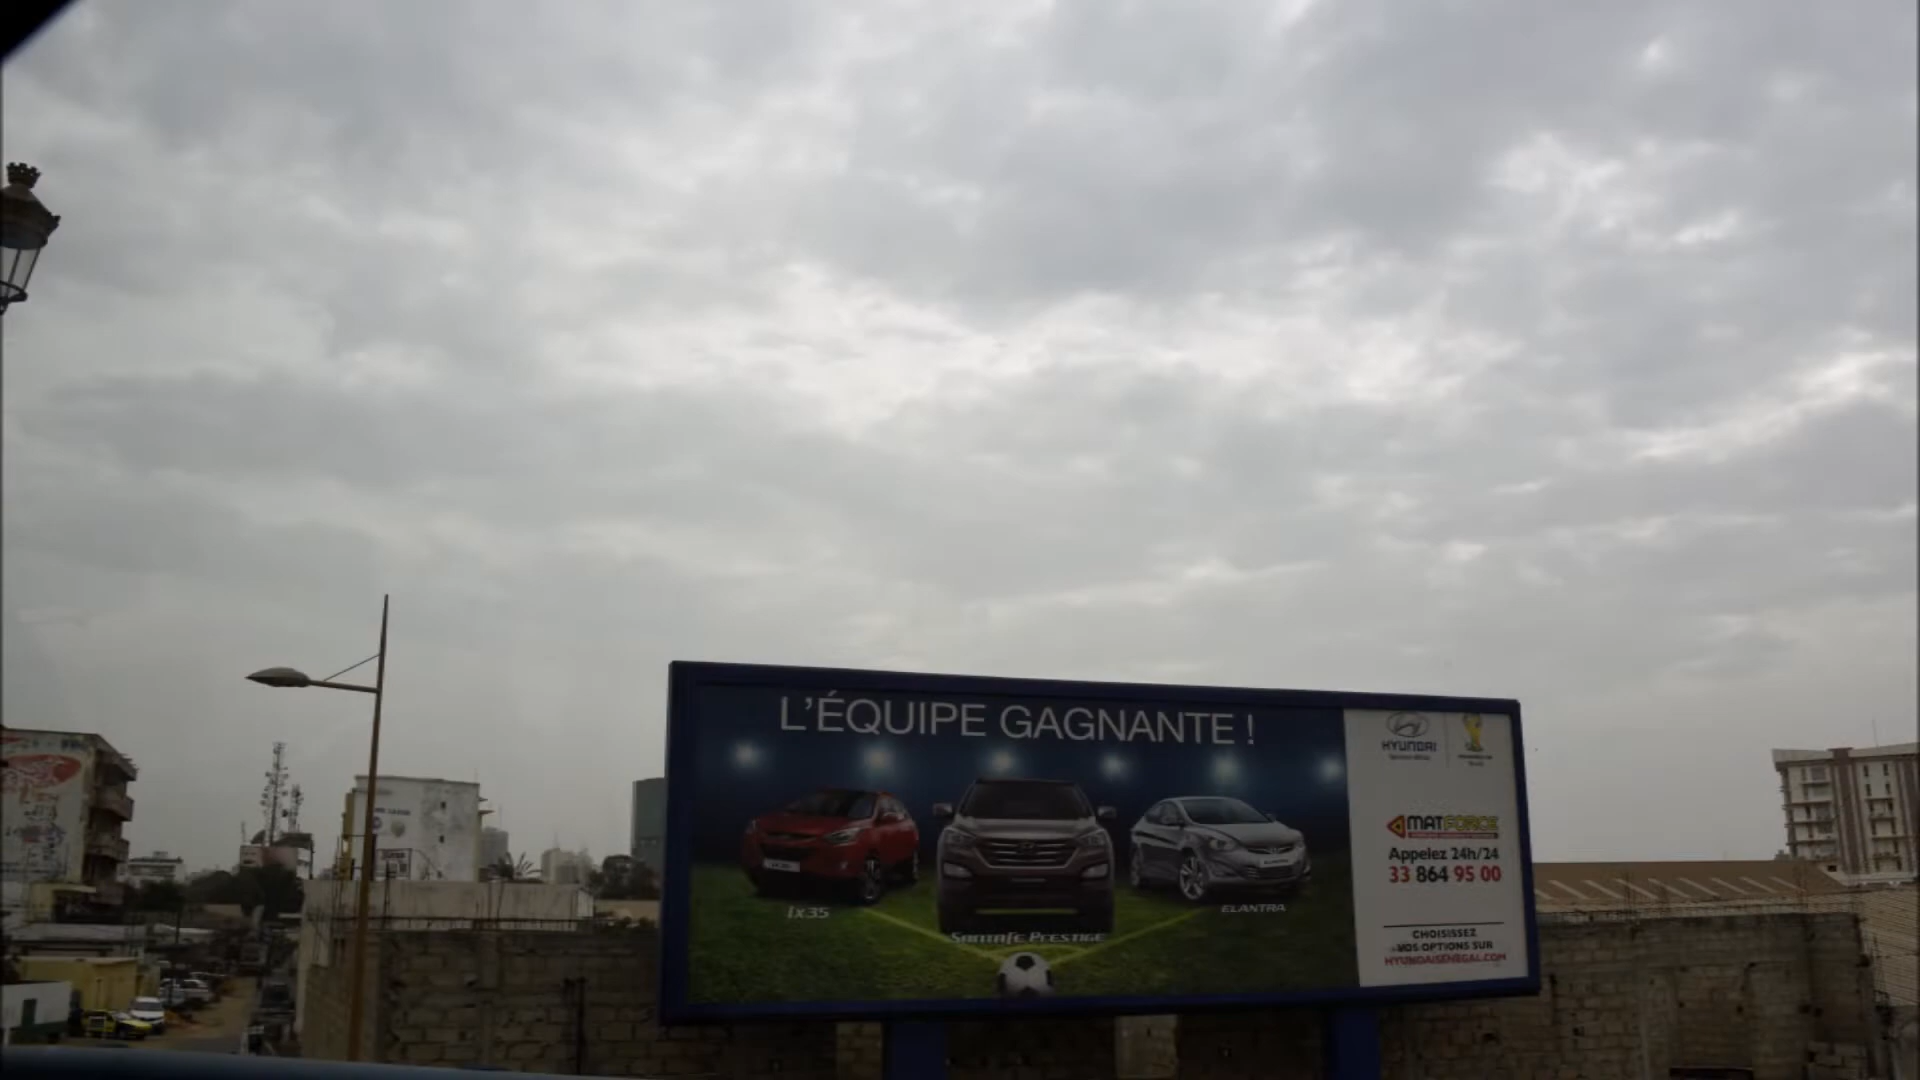 L'ÉQUIPE GAGNANTE !
ix35
SANTAFE PRESTIGE
ELANTRA
HYUNDAI
MATFORCE
Appelez 24h/24
33 864 95 00
CHOISISSEZ
VOS OPTIONS SUR
HYUNDAISENEGAL.COM